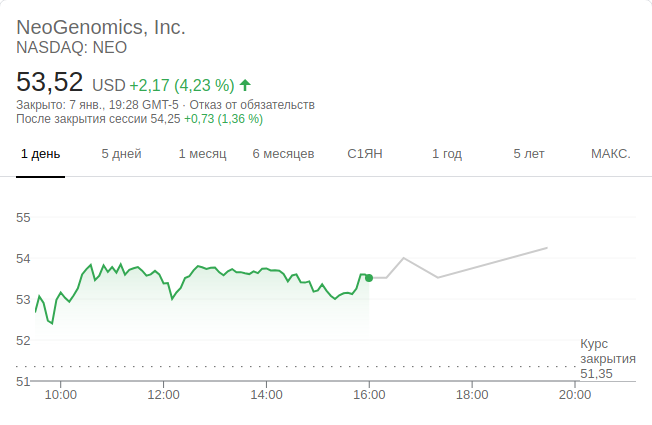 NeoGenomics, Inc.
NASDAQ: NEO
53,52 USD +2,17 (4,23 %)
Закрыто: 7 янв., 19:28 GMT-5 · Отказ от обязательств
После закрытия сессии 54,25 +0,73 (1,36 %)
1 день 5 дней 1 месяц 6 месяцев С1ЯН 1 год 5 лет МАКС.
55
54
53
52
Курс
закрытия
51,35
51
10:00 12:00 14:00 16:00 18:00 20:00